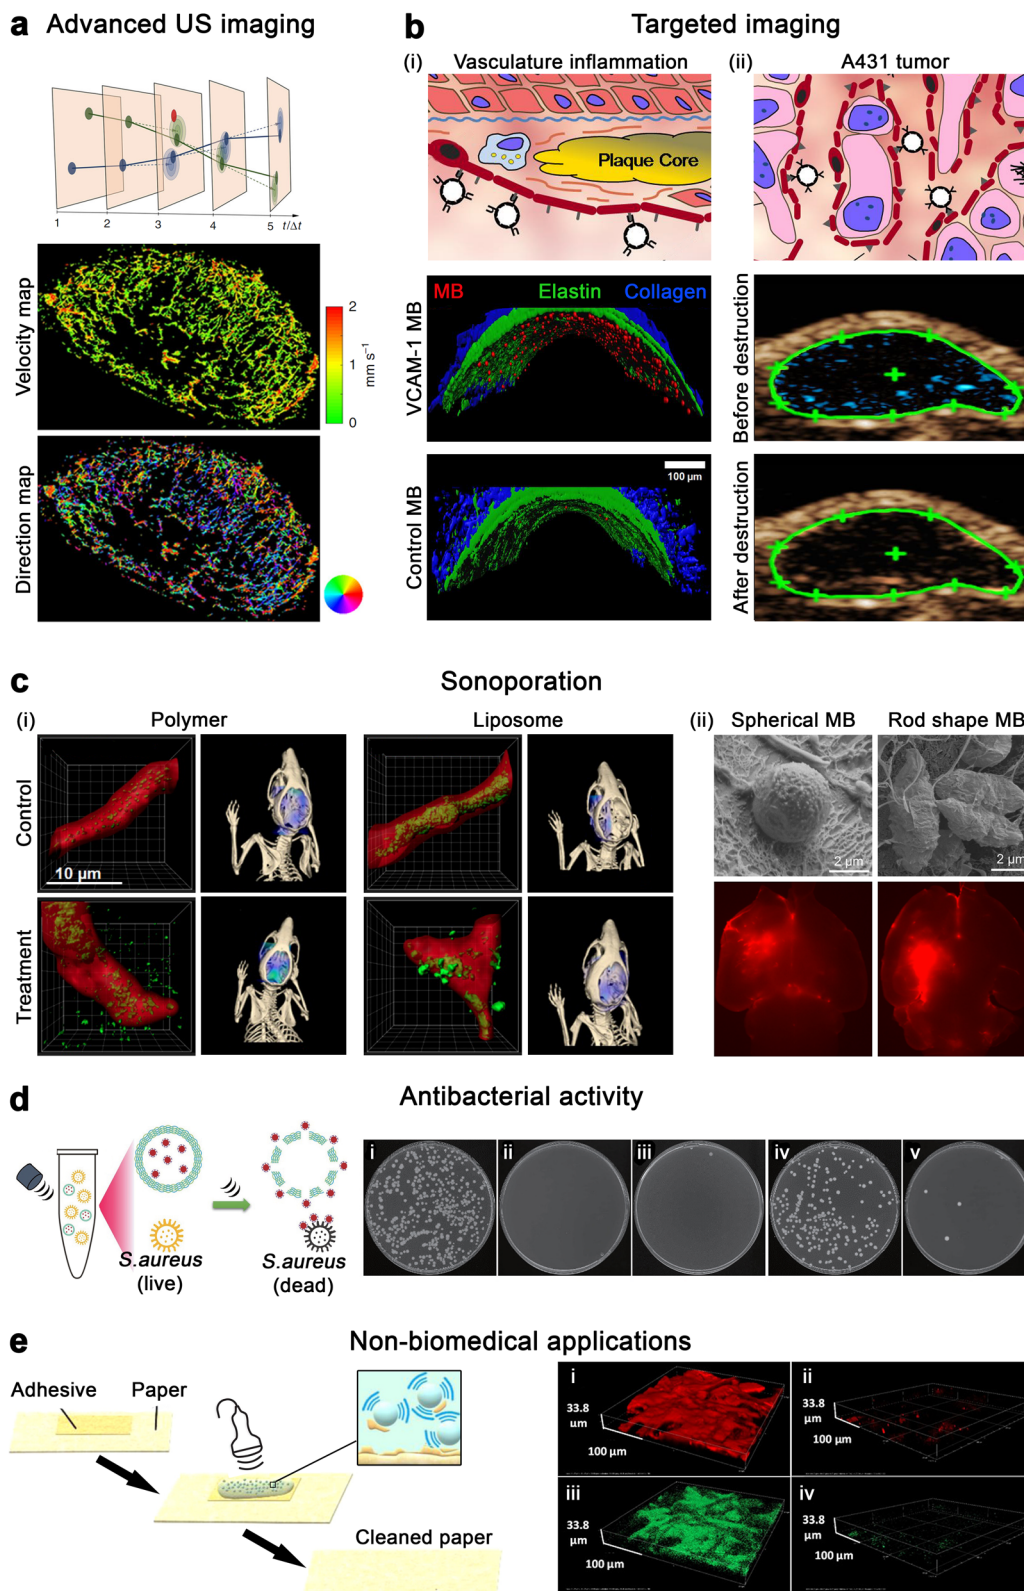 a Advanced US imaging
1 2 3 4 5 t/Δt
Velocity map
2
1
0
mm s⁻¹
Direction map
b Targeted imaging
(i) Vasculature inflammation
Plaque Core
VCAM-1 MB
MB Elastin Collagen
Control MB
100 µm
(ii) A431 tumor
Before destruction
After destruction
c Sonoporation
(i) Polymer Liposome
Control
10 µm
Treatment
(ii) Spherical MB Rod shape MB
2 µm 2 µm
d Antibacterial activity
S.aureus
(live)
S.aureus
(dead)
i ii iii iv v
e Non-biomedical applications
Adhesive Paper
Cleaned paper
i ii
33.8
µm
100 µm
33.8
µm
100 µm
iii iv
33.8
µm
100 µm
33.8
µm
100 µm